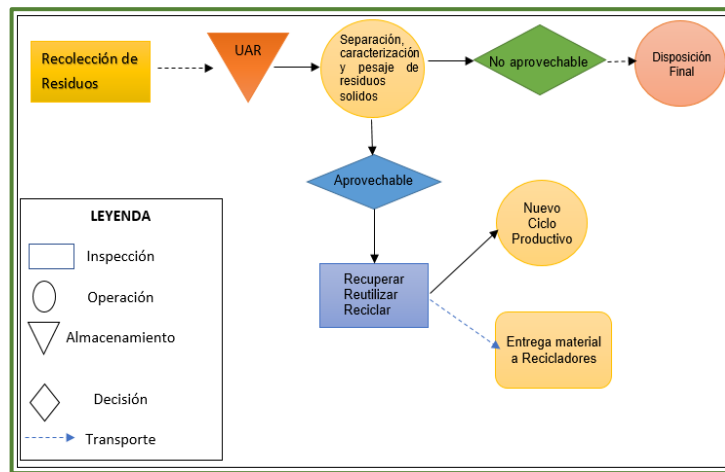 Recolección de
Residuos
UAR
Separación,
caracterización
y pesaje de
residuos
solidos
No aprovechable
Disposición
Final
Aprovechable
Nuevo
Ciclo
Productivo
Recuperar
Reutilizar
Reciclar
Entrega material
a Recicladores
LEYENDA
Inspección
Operación
Almacenamiento
Decisión
Transporte